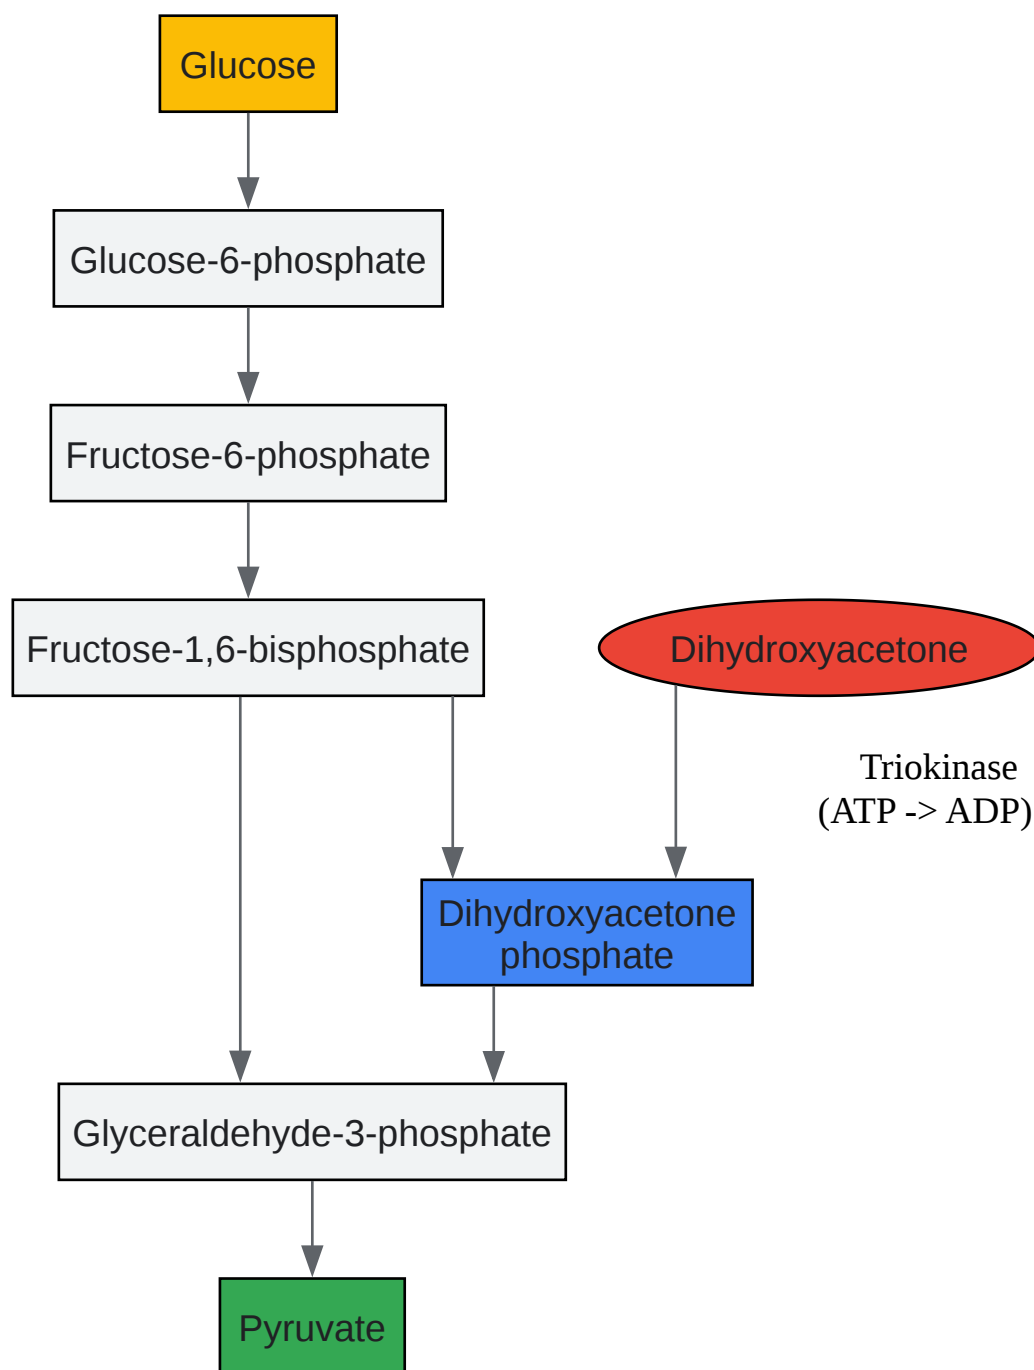 Glucose
Glucose-6-phosphate
Fructose-6-phosphate
Fructose-1,6-bisphosphate
Dihydroxyacetone
Triokinase
(ATP -> ADP)
Dihydroxyacetone
phosphate
Glyceraldehyde-3-phosphate
Pyruvate